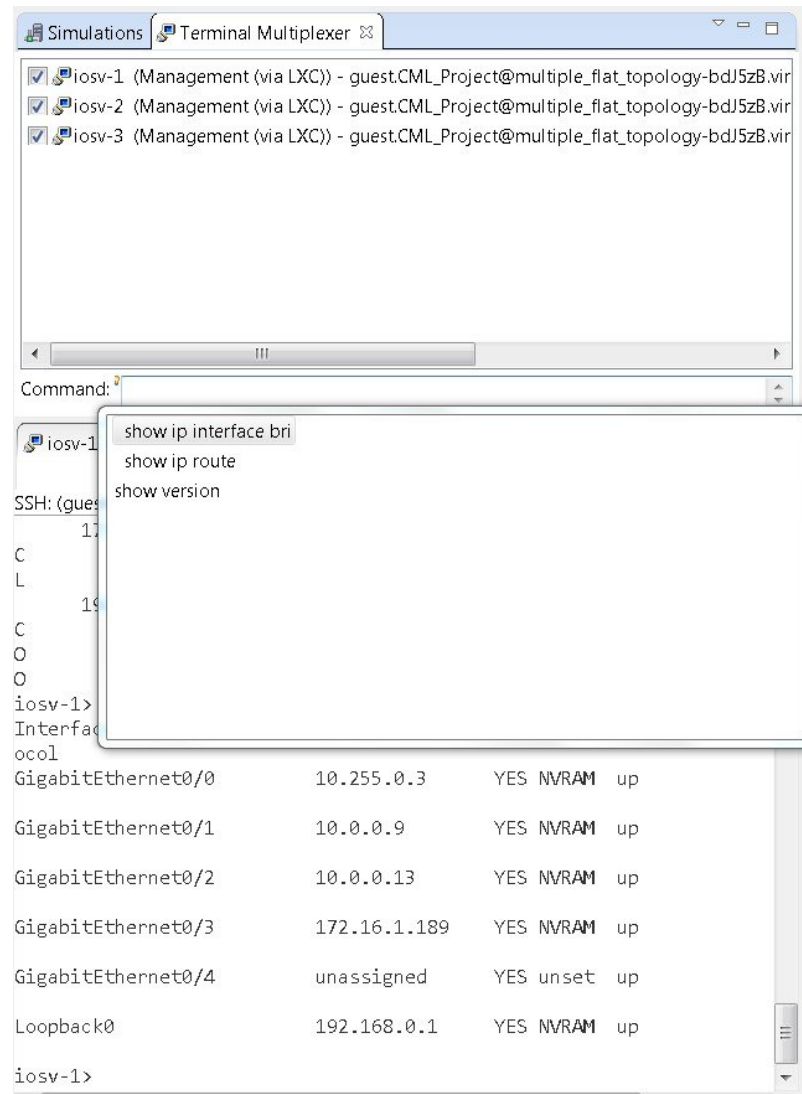 Simulations Terminal Multiplexer
iosv-1 (Management (via LXC)) - guest.CML_Project@multiple_flat_topology-bdJ5zB.vir
iosv-2 (Management (via LXC)) - guest.CML_Project@multiple_flat_topology-bdJ5zB.vir
iosv-3 (Management (via LXC)) - guest.CML_Project@multiple_flat_topology-bdJ5zB.vir
Command:
show ip interface bri
iosv-1
show ip route
show version
SSH: (gues
17
C
L
19
C
O
O
iosv-1>
Interfac
ocol
GigabitEthernet0/0 10.255.0.3 YES NVRAM up
GigabitEthernet0/1 10.0.0.9 YES NVRAM up
GigabitEthernet0/2 10.0.0.13 YES NVRAM up
GigabitEthernet0/3 172.16.1.189 YES NVRAM up
GigabitEthernet0/4 unassigned YES unset up
Loopback0 192.168.0.1 YES NVRAM up
iosv-1>